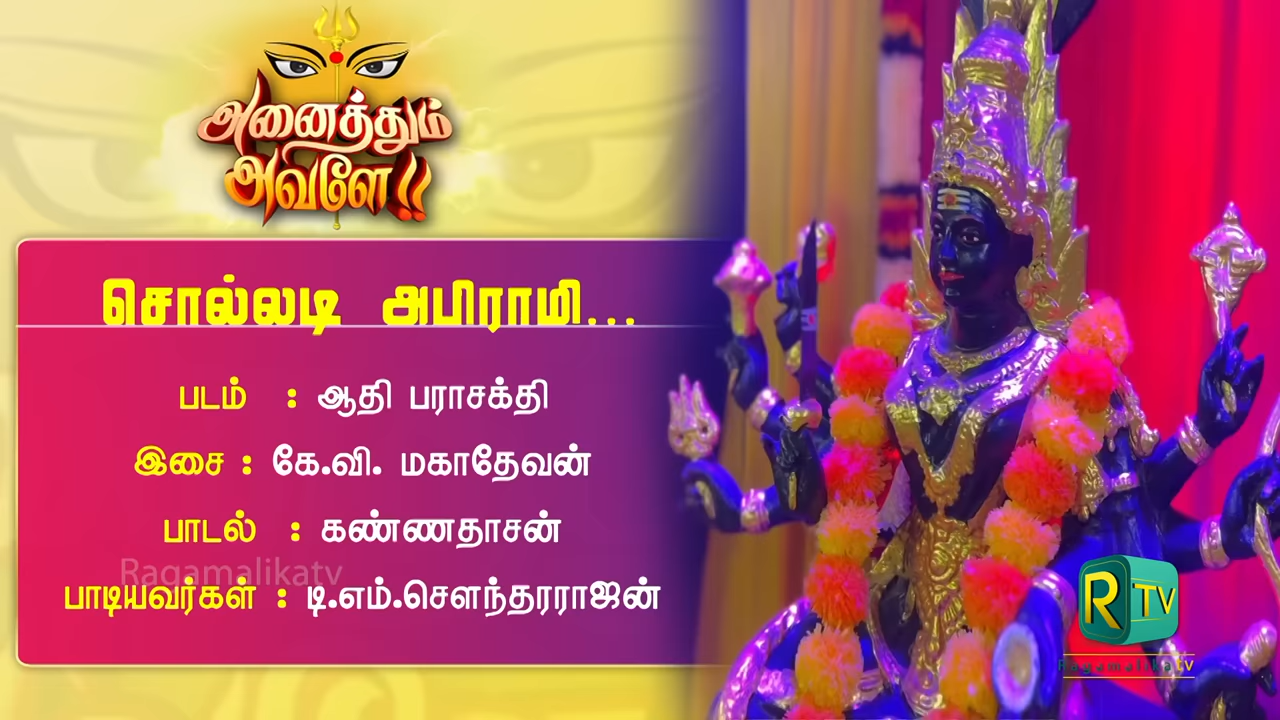 அனைத்தும்
அவளே!!
சொல்லடி அபிராமி...
படம் : ஆதி பராசக்தி
இசை : கே.வி. மகாதேவன்
பாடல் : கண்ணதாசன்
Ragamalikatv
பாடியவர்கள் : டி.எம்.சௌந்தரராஜன்
R TV
Ragamalikatv